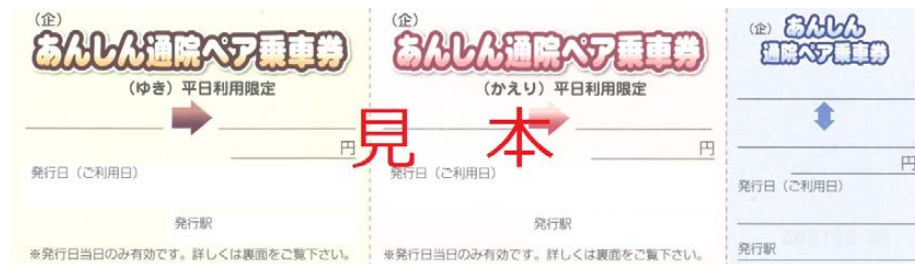 (企)
あんしん通院ペア乗車券
(ゆき) 平日利用限定
円
発行日 (ご利用日)
発行駅
※発行日当日のみ有効です。詳しくは裏面をご覧下さい。
(企)
あんしん通院ペア乗車券
(かえり) 平日利用限定
円
発行日 (ご利用日)
発行駅
※発行日当日のみ有効です。詳しくは裏面をご覧下さい。
見本
(企) あんしん
通院ペア乗車券
円
発行日 (ご利用日)
発行駅